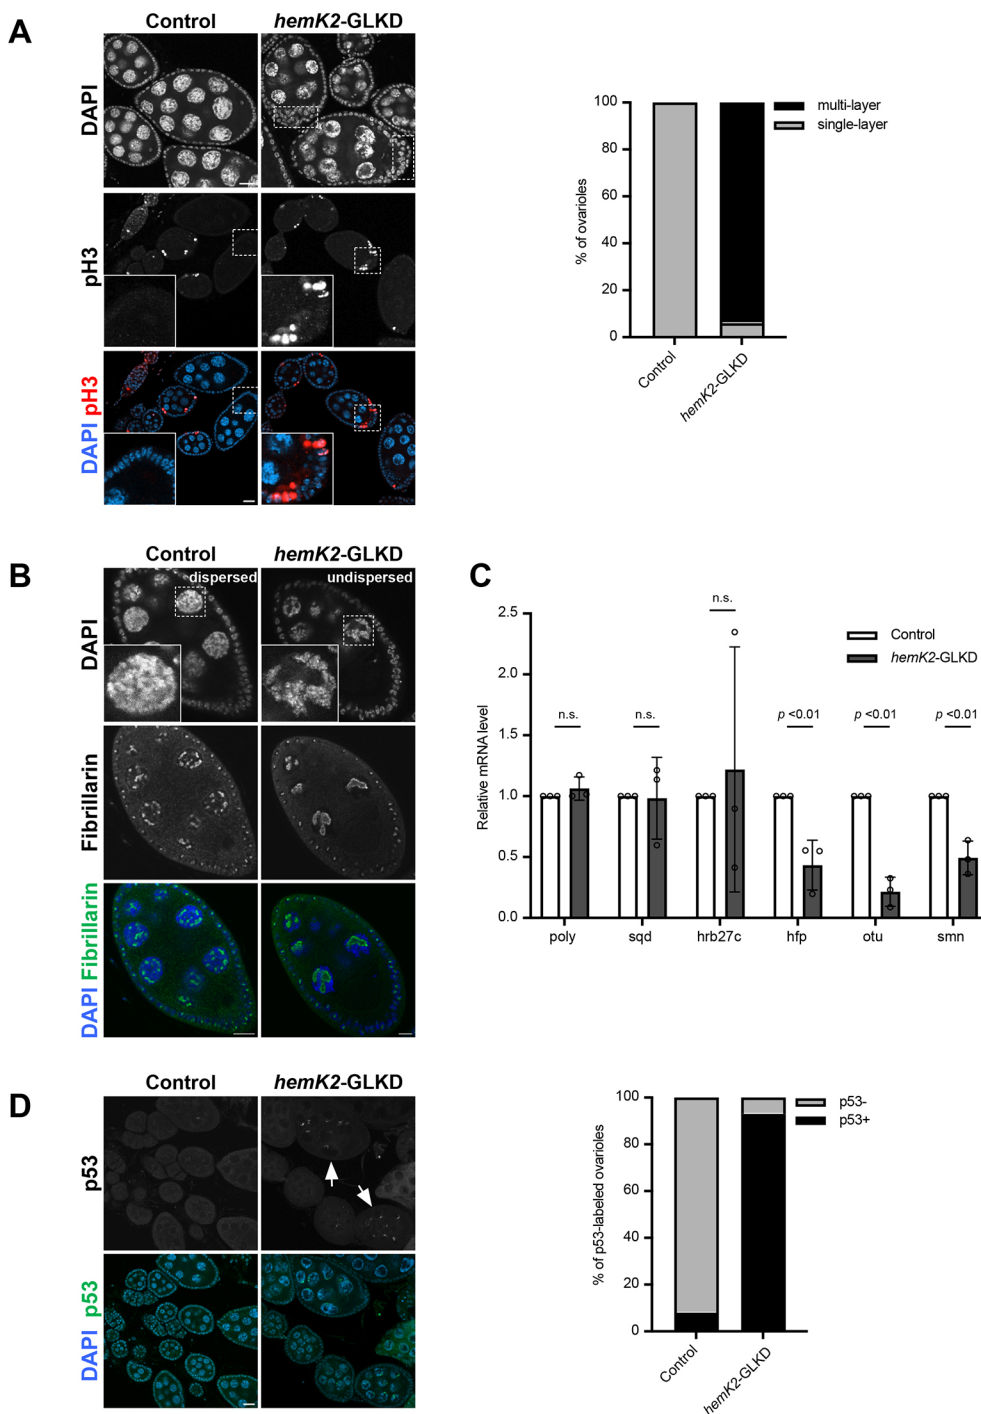 A
Control
hemK2-GLKD
DAPI
pH3
DAPI pH3
% of ovarioles
100
80
60
40
20
0
multi-layer
single-layer
Control
hemK2-GLKD
B
Control
hemK2-GLKD
dispersed
undispersed
DAPI
Fibrillarin
DAPI Fibrillarin
C
Relative mRNA level
2.5
2.0
1.5
1.0
0.5
0.0
n.s.
n.s.
n.s.
p <0.01
p <0.01
p <0.01
Control
hemK2-GLKD
poly
sqd
hrb27c
hfp
otu
smn
D
Control
hemK2-GLKD
p53
DAPI p53
% of p53-labeled ovarioles
100
80
60
40
20
0
p53-
p53+
Control
hemK2-GLKD